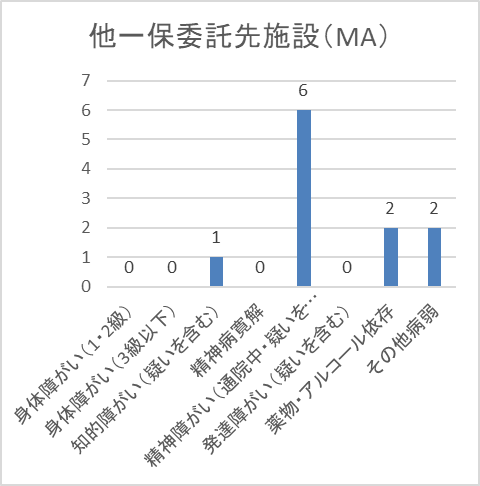 他一保委託先施設(MA)
7
6
5
4
3
2
1
0
0
0
1
0
6
0
2
2
身体障がい(1・2級)
身体障がい(3級以下)
知的障がい(疑いを含む)
精神病寛解
精神障がい(通院中・疑いを…
発達障がい(疑いを含む)
薬物・アルコール依存
その他病弱